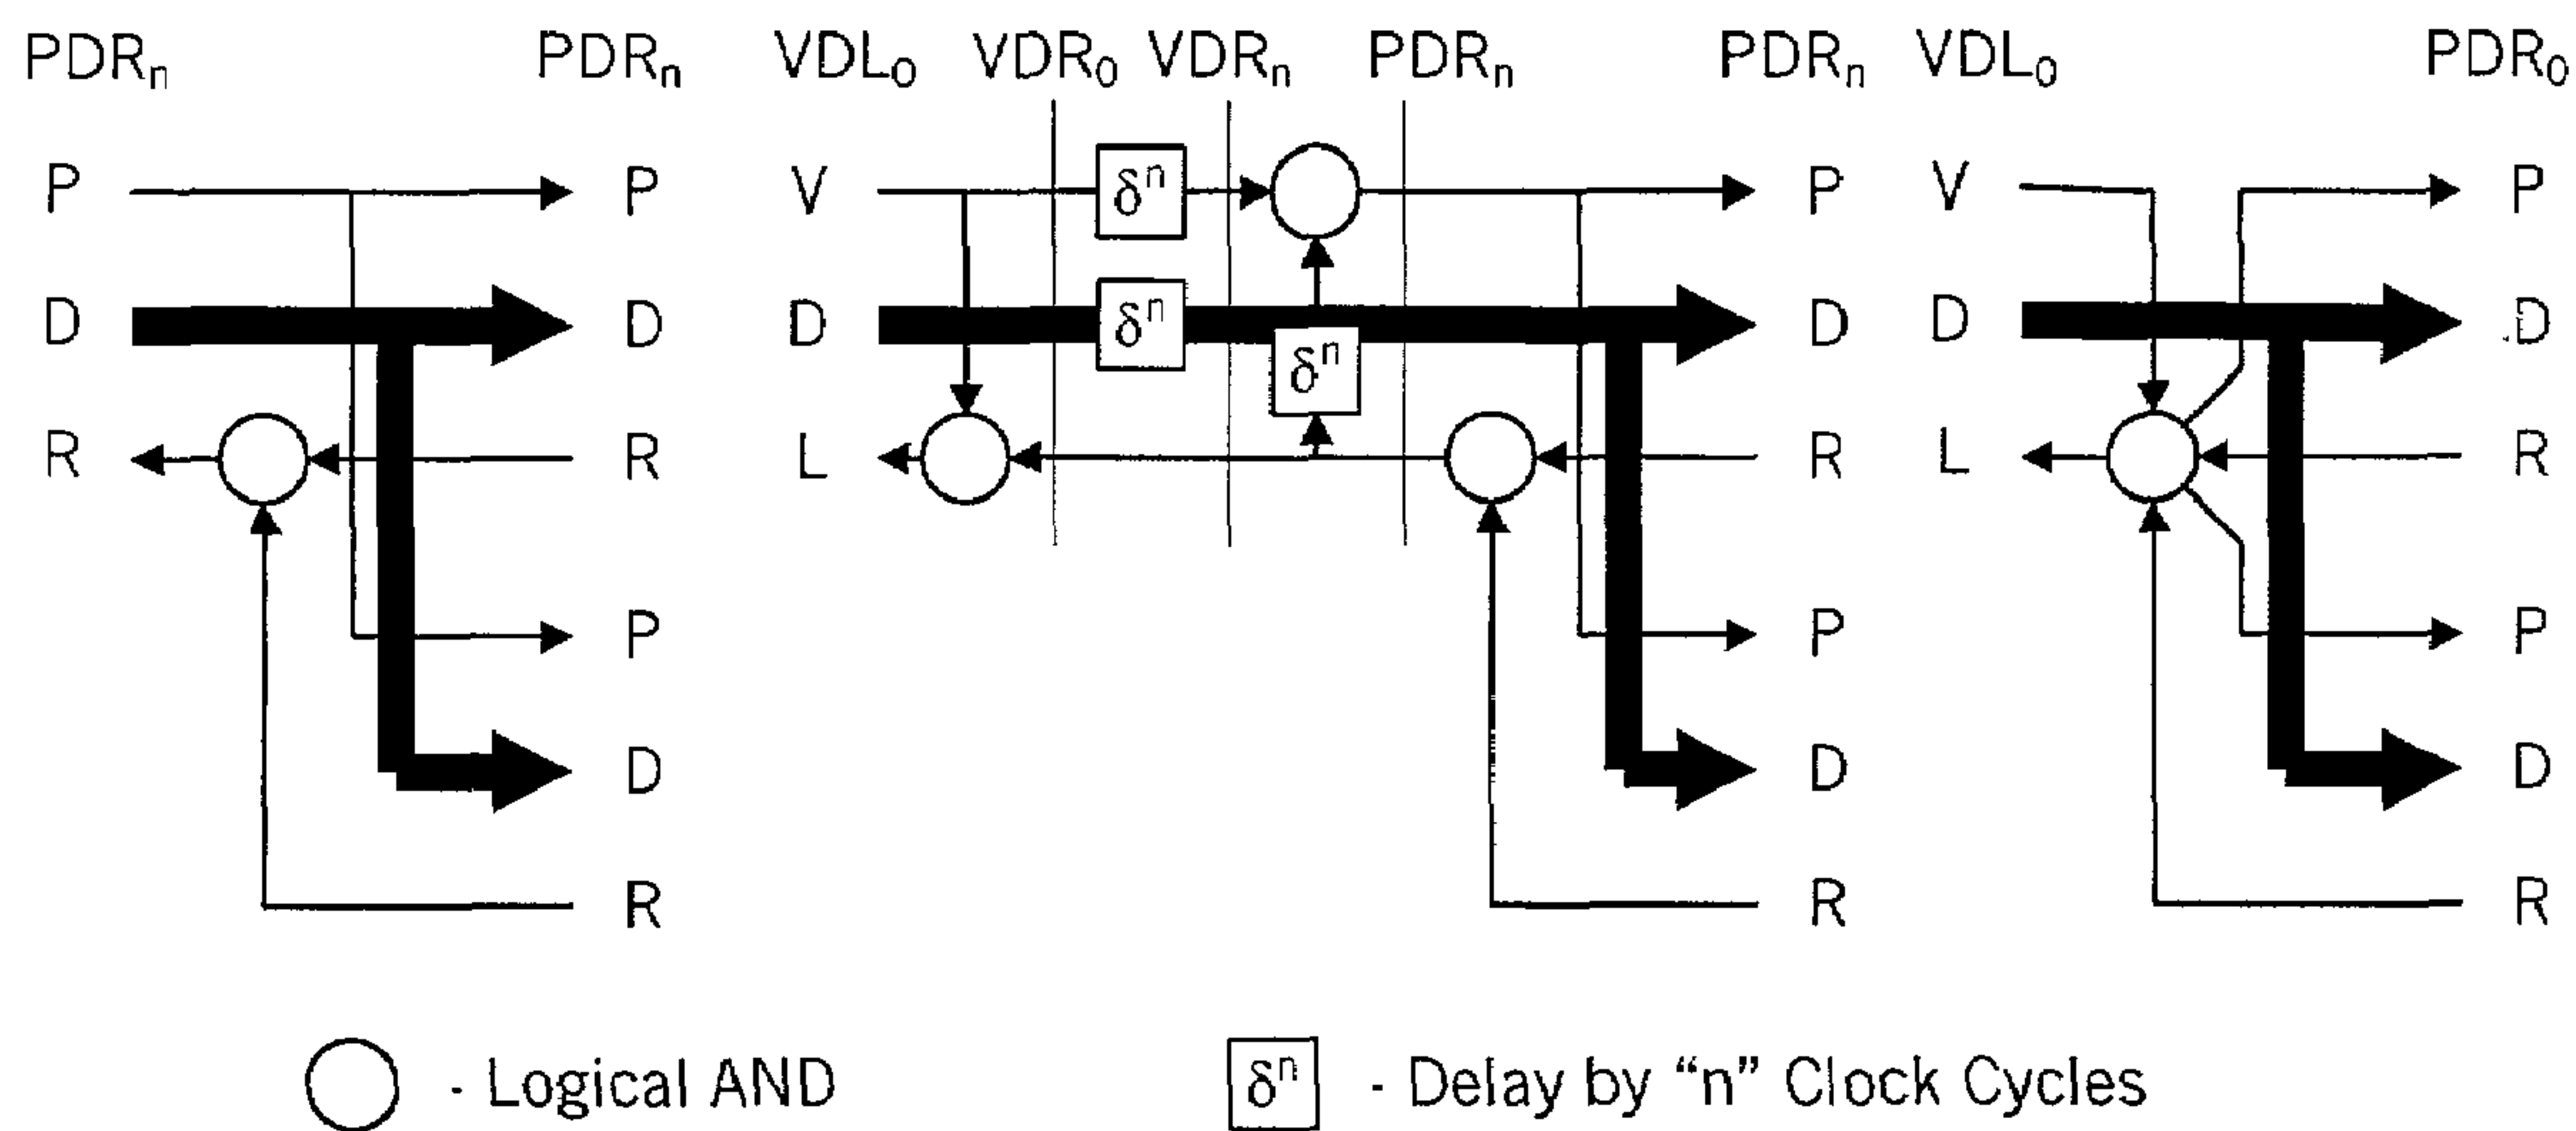 PDRₙ PDRₙ VDL₀ VDR₀ VDRₙ PDRₙ PDRₙ VDL₀ PDR₀
P P V δⁿ P V P
D D D δⁿ D D D
δⁿ
R R L R L R
P P P
D D D
R R R
- Logical AND δⁿ - Delay by “n” Clock Cycles